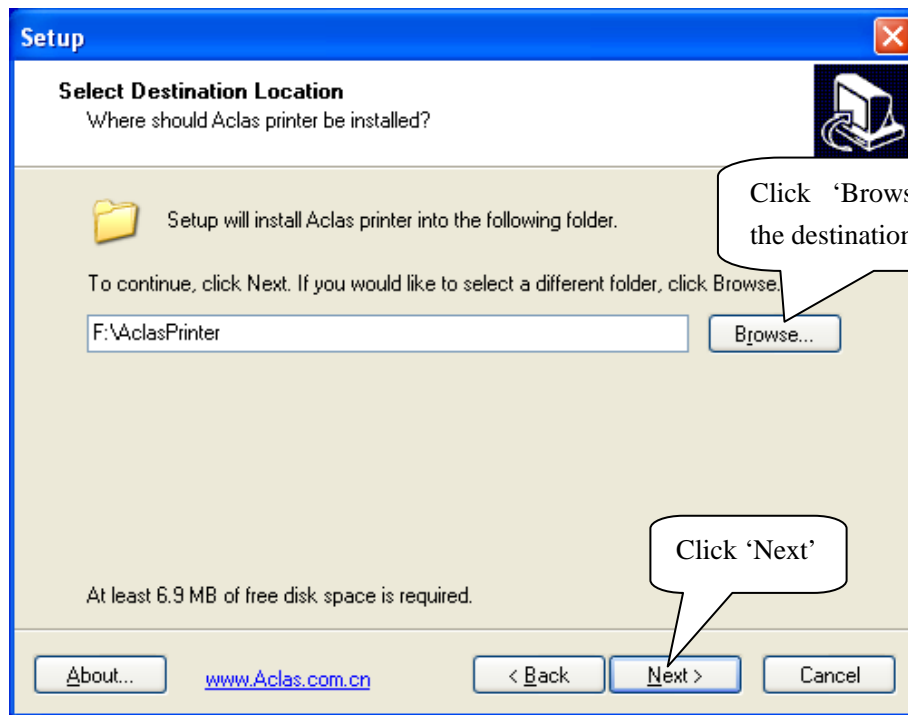 Setup
Select Destination Location
Where should Aclas printer be installed?
Click ‘Brows
the destination
Setup will install Aclas printer into the following folder.
To continue, click Next. If you would like to select a different folder, click Browse.
F:\AclasPrinter
Browse...
Click ‘Next’
At least 6.9 MB of free disk space is required.
About...
www.Aclas.com.cn
< Back
Next >
Cancel